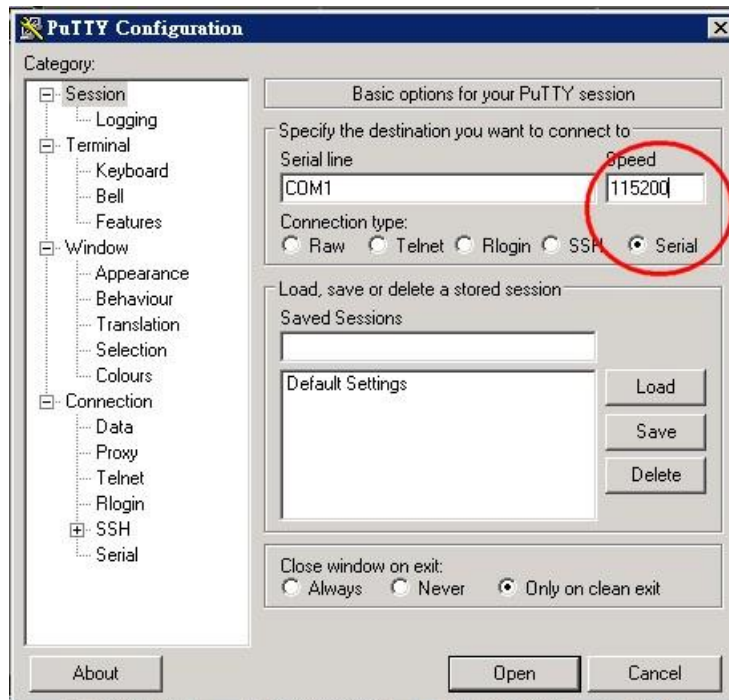 PuTTY Configuration
Category:
Session
Logging
Terminal
Keyboard
Bell
Features
Window
Appearance
Behaviour
Translation
Selection
Colours
Connection
Data
Proxy
Telnet
Rlogin
SSH
Serial
Basic options for your PuTTY session
Specify the destination you want to connect to
Serial line Speed
COM1 115200
Connection type:
Raw Telnet Rlogin SSH Serial
Load, save or delete a stored session
Saved Sessions
Default Settings
Load
Save
Delete
Close window on exit:
Always Never Only on clean exit
About Open Cancel